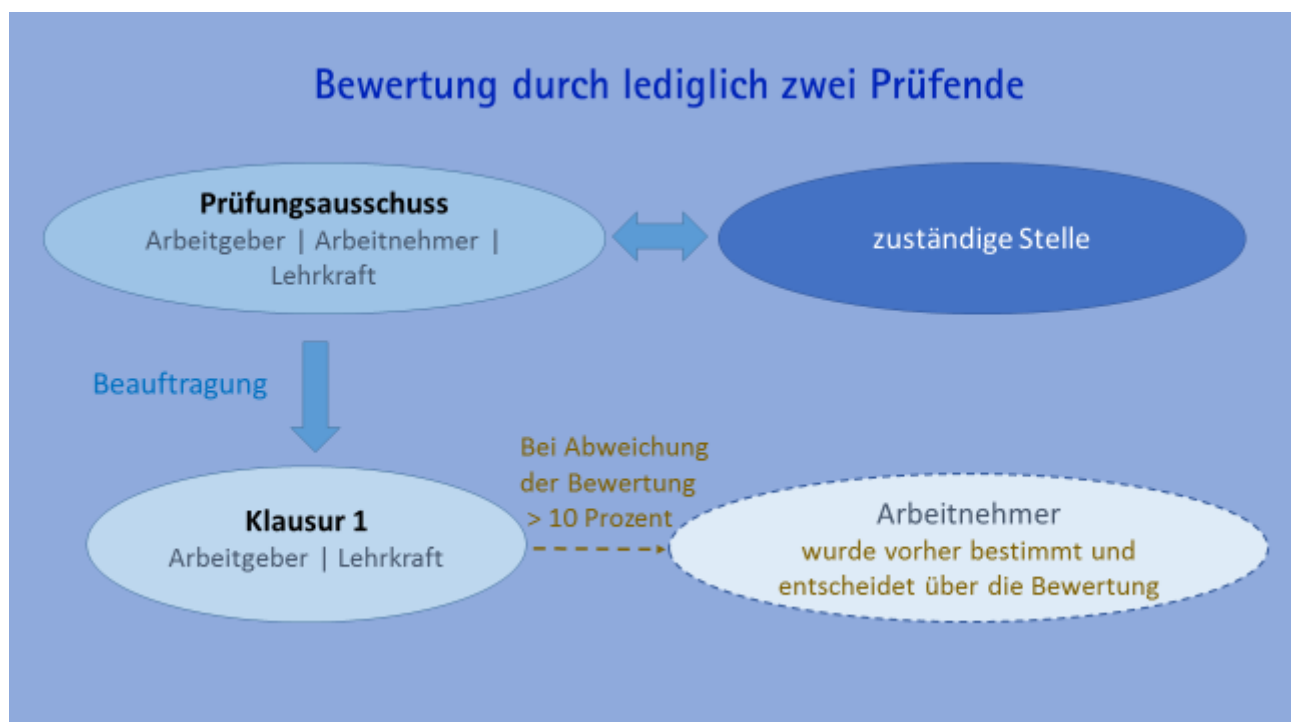 Bewertung durch lediglich zwei Prüfende
Prüfungsausschuss
Arbeitgeber | Arbeitnehmer |
Lehrkraft
zuständige Stelle
Beauftragung
Bei Abweichung
der Bewertung
> 10 Prozent
Klausur 1
Arbeitgeber | Lehrkraft
Arbeitnehmer
wurde vorher bestimmt und
entscheidet über die Bewertung